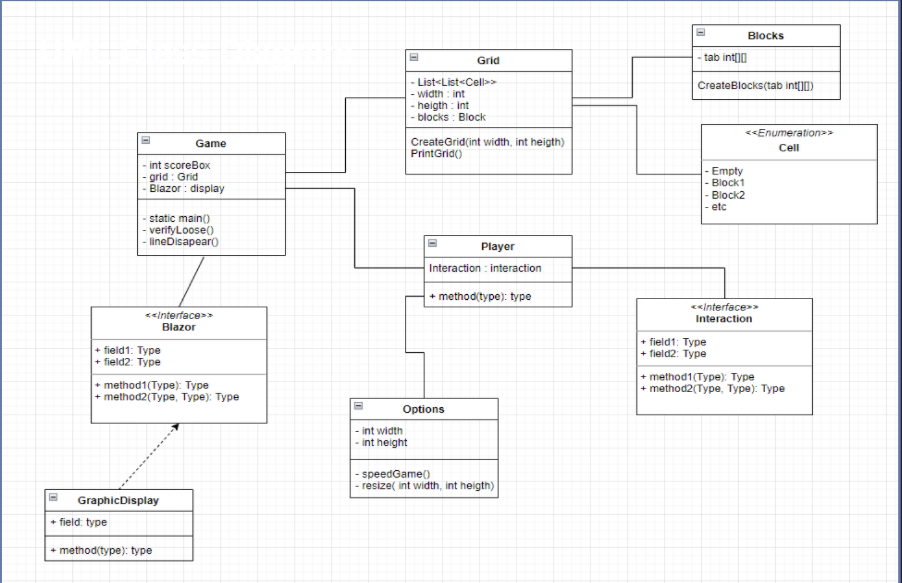 Blocks
- tab int[][]
CreateBlocks(tab int[][])
Grid
- List<List<Cell>>
- width : int
- heigth : int
- blocks : Block
CreateGrid(int width, int heigth)
PrintGrid()
<<Enumeration>>
Cell
- Empty
- Block1
- Block2
- etc
Game
- int scoreBox
- grid : Grid
- Blazor : display
- static main()
- verifyLoose()
- lineDisapear()
Player
Interaction : interaction
+ method(type): type
<<Interface>>
Blazor
+ field1: Type
+ field2: Type
+ method1(Type): Type
+ method2(Type, Type): Type
<<Interface>>
Interaction
+ field1: Type
+ field2: Type
+ method1(Type): Type
+ method2(Type, Type): Type
Options
- int width
- int height
- speedGame()
- resize( int width, int heigth)
GraphicDisplay
+ field: type
+ method(type): type